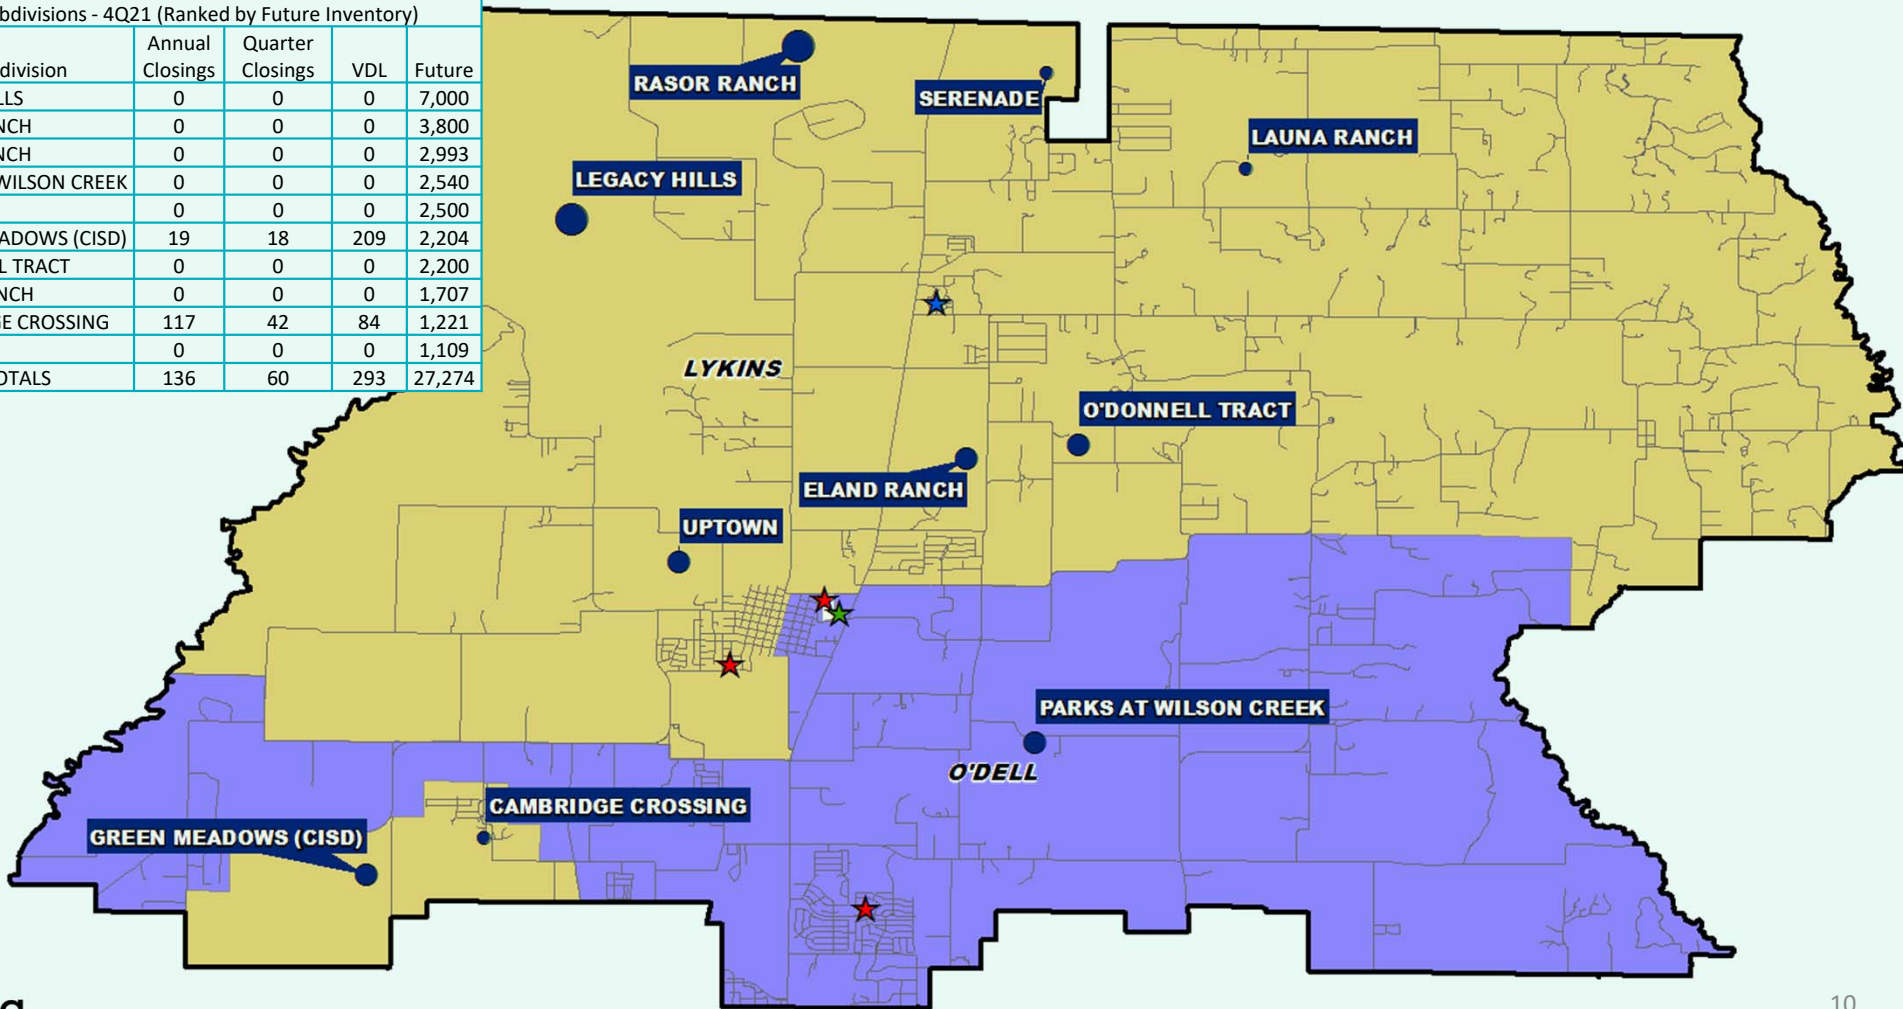 bdivisions - 4Q21 (Ranked by Future Inventory)
division Annual Closings Quarter Closings VDL Future
LLS 0 0 0 7,000
NCH 0 0 0 3,800
NCH 0 0 0 2,993
WILSON CREEK 0 0 0 2,540
0 0 0 2,500
ADOWS (CISD) 19 18 209 2,204
L TRACT 0 0 0 2,200
NCH 0 0 0 1,707
GE CROSSING 117 42 84 1,221
0 0 0 1,109
OTALS 136 60 293 27,274
RASOR RANCH
SERENADE
LAUNA RANCH
LEGACY HILLS
LYKINS
O'DONNELL TRACT
ELAND RANCH
UPTOWN
PARKS AT WILSON CREEK
O'DELL
CAMBRIDGE CROSSING
GREEN MEADOWS (CISD)
10